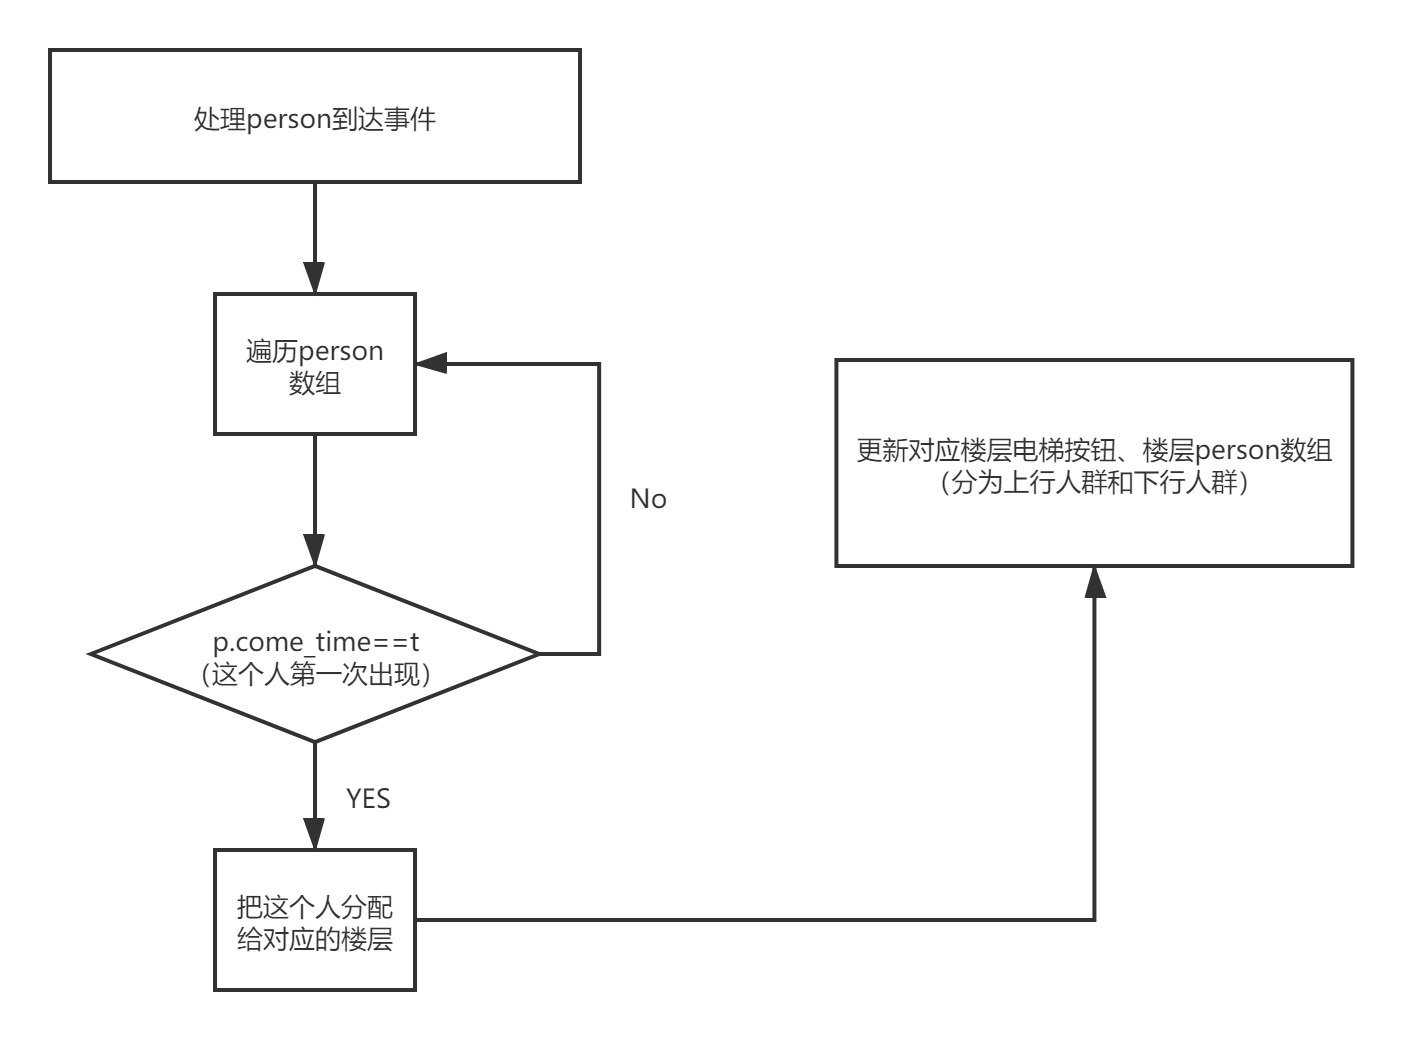 处理person到达事件
遍历person
数组
No
p.come_time==t
（这个人第一次出现）
YES
把这个人分配
给对应的楼层
更新对应楼层电梯按钮、楼层person数组
（分为上行人群和下行人群）